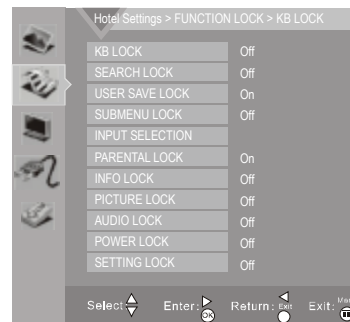 Hotel Settings > FUNCTION LOCK > KB LOCK
KB LOCK Off
SEARCH LOCK Off
USER SAVE LOCK On
SUBMENU LOCK Off
INPUT SELECTION
PARENTAL LOCK On
INFO LOCK Off
PICTURE LOCK Off
AUDIO LOCK Off
POWER LOCK Off
SETTING LOCK Off
Select: Enter: OK Return: Exit Exit: